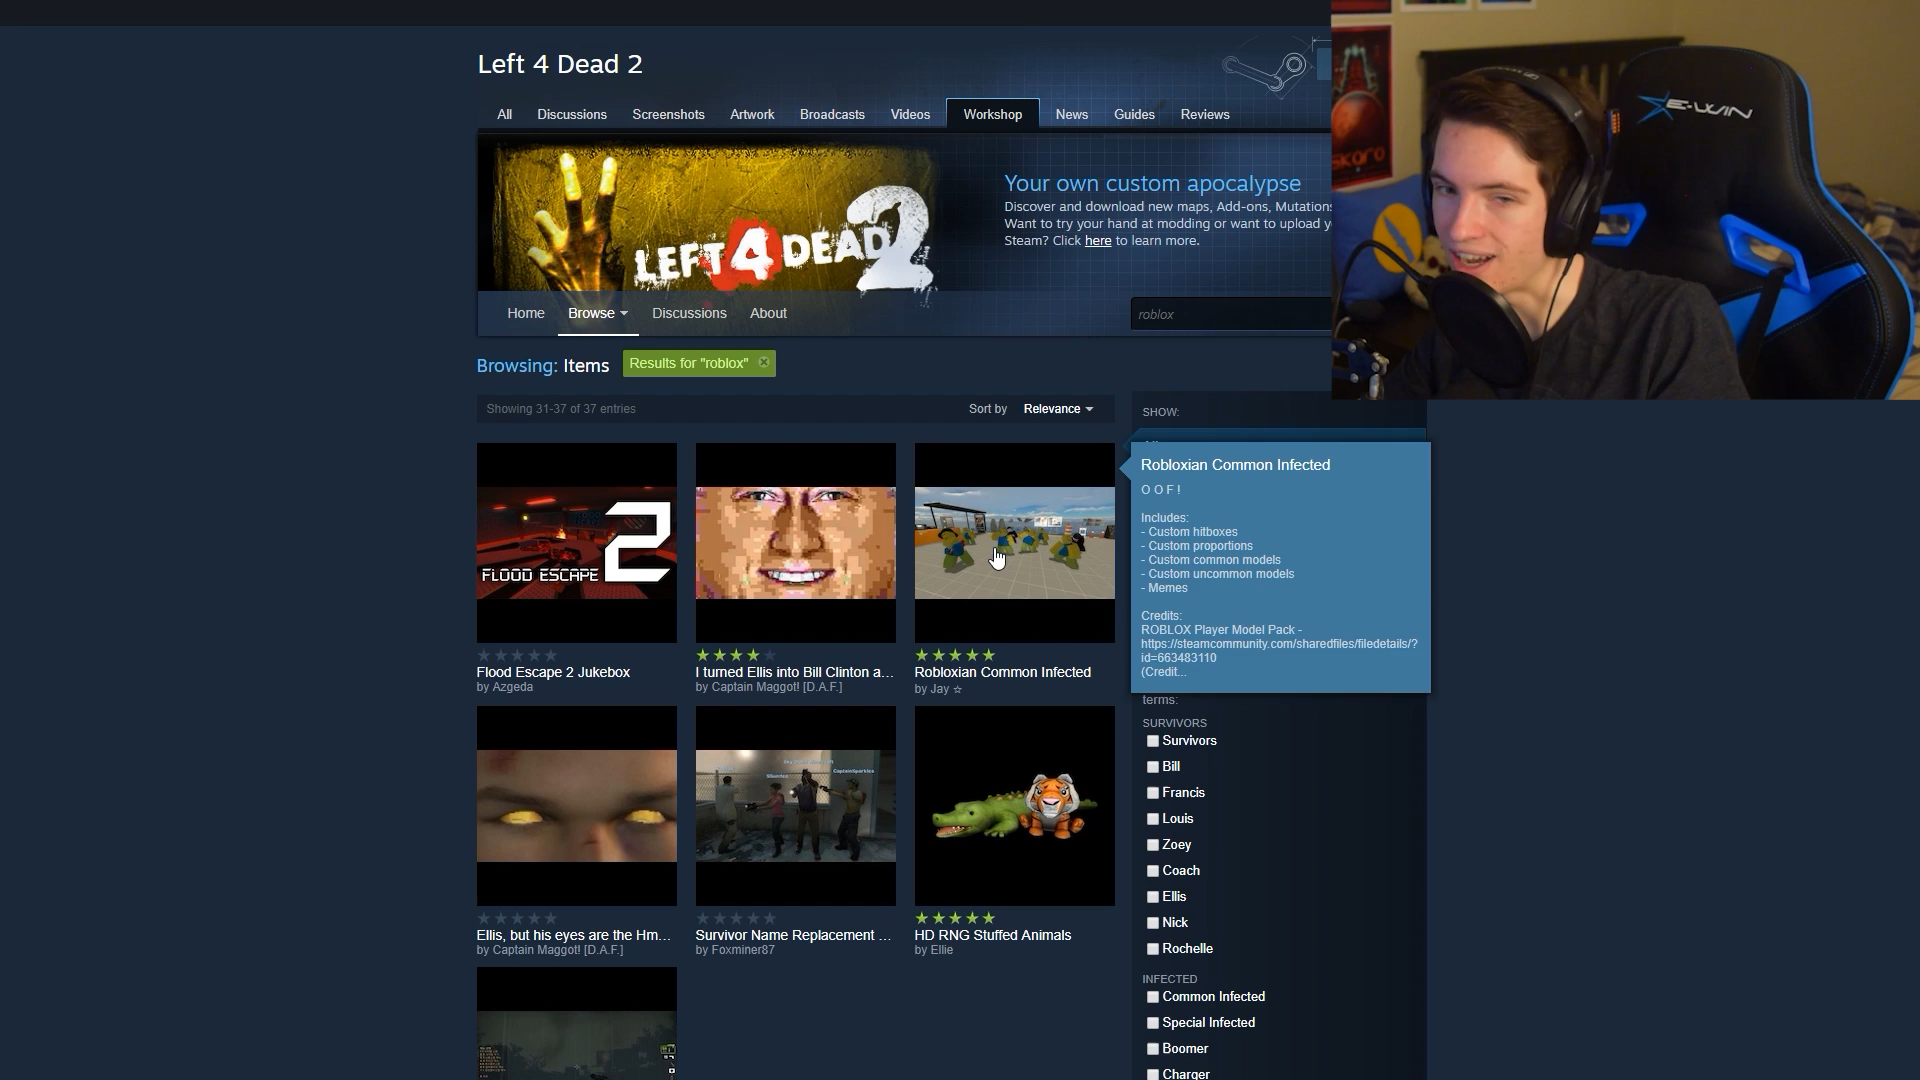 Left 4 Dead 2
All Discussions Screenshots Artwork Broadcasts Videos Workshop News Guides Reviews
LEFT 4 DEAD 2
Your own custom apocalypse
Discover and download new maps, Add-ons, Mutations
Want to try your hand at modding or want to upload y
Steam? Click here to learn more.
Home Browse Discussions About
roblox
Browsing: Items Results for "roblox"
Showing 31-37 of 37 entries
Sort by Relevance
SHOW:
E-WIN
skoro
FLOOD ESCAPE 2
Flood Escape 2 Jukebox
by Azgeda
I turned Ellis into Bill Clinton a...
by Captain Maggot! [D.A.F.]
Robloxian Common Infected
by Jay ☆
Robloxian Common Infected
O O F !
Includes:
- Custom hitboxes
- Custom proportions
- Custom common models
- Custom uncommon models
- Memes
Credits:
ROBLOX Player Model Pack -
https://steamcommunity.com/sharedfiles/filedetails/?
id=663483110
(Credit...
terms:
CaptainSparklez
Ellis, but his eyes are the Hm...
by Captain Maggot! [D.A.F.]
Survivor Name Replacement ...
by Foxminer87
HD RNG Stuffed Animals
by Ellie
SURVIVORS
Survivors
Bill
Francis
Louis
Zoey
Coach
Ellis
Nick
Rochelle
INFECTED
Common Infected
Special Infected
Boomer
Charger